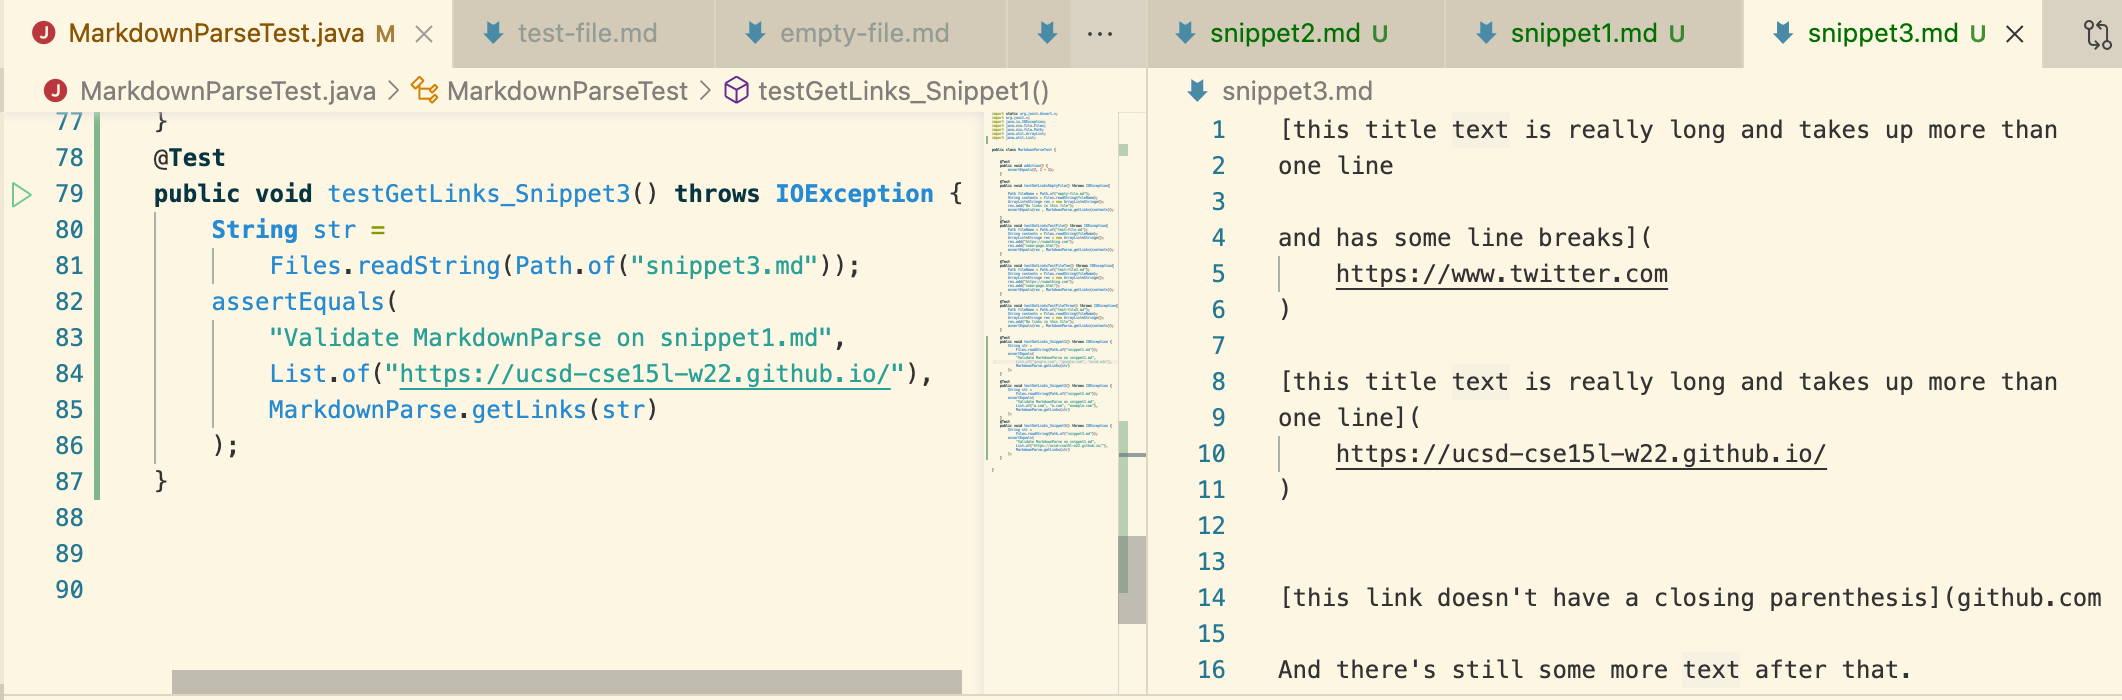 MarkdownParseTest.java M
test-file.md
empty-file.md
snippet2.md U
snippet1.md U
snippet3.md U
MarkdownParseTest.java > MarkdownParseTest > testGetLinks_Snippet1()
77 }
78 @Test
79 public void testGetLinks_Snippet3() throws IOException {
80 String str =
81 Files.readString(Path.of("snippet3.md"));
82 assertEquals(
83 "Validate MarkdownParse on snippet1.md",
84 List.of("https://ucsd-cse15l-w22.github.io/"),
85 MarkdownParse.getLinks(str)
86 );
87 }
88
89
90
snippet3.md
1 [this title text is really long and takes up more than
2 one line
3
4 and has some line breaks](
5 https://www.twitter.com
6 )
7
8 [this title text is really long and takes up more than
9 one line](
10 https://ucsd-cse15l-w22.github.io/
11 )
12
13
14 [this link doesn't have a closing parenthesis](github.com
15
16 And there's still some more text after that.